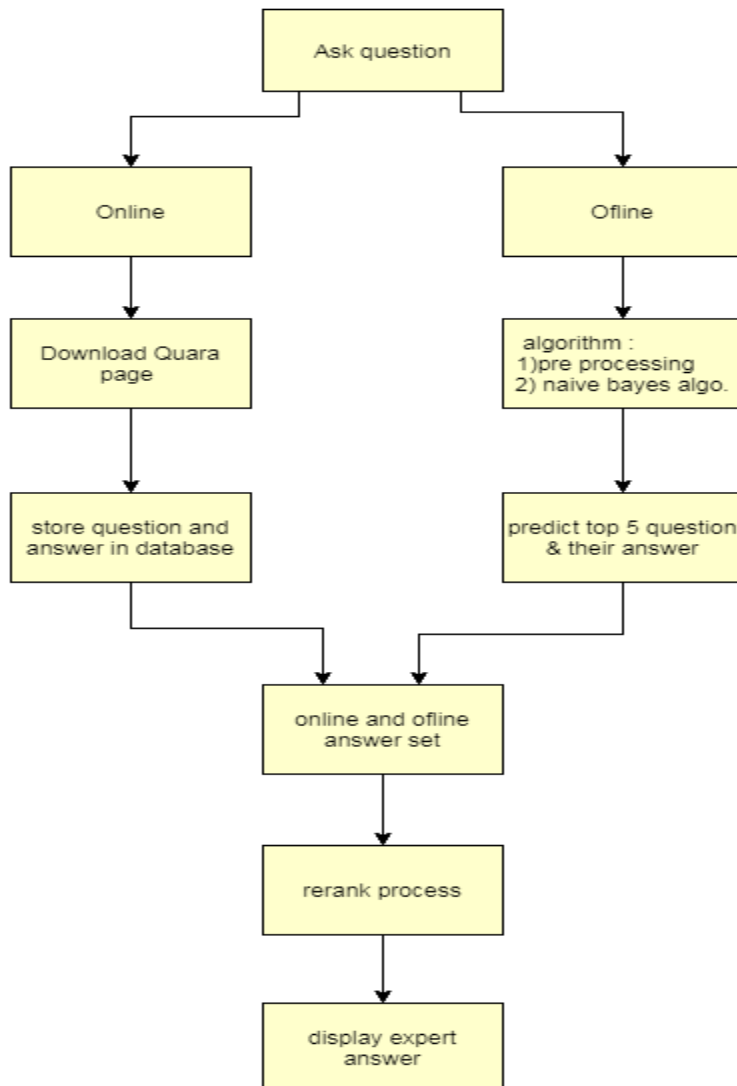 Ask question
Online
Ofline
Download Quara
page
algorithm :
1)pre processing
2) naive bayes algo.
store question and
answer in database
predict top 5 question
& their answer
online and ofline
answer set
rerank process
display expert
answer